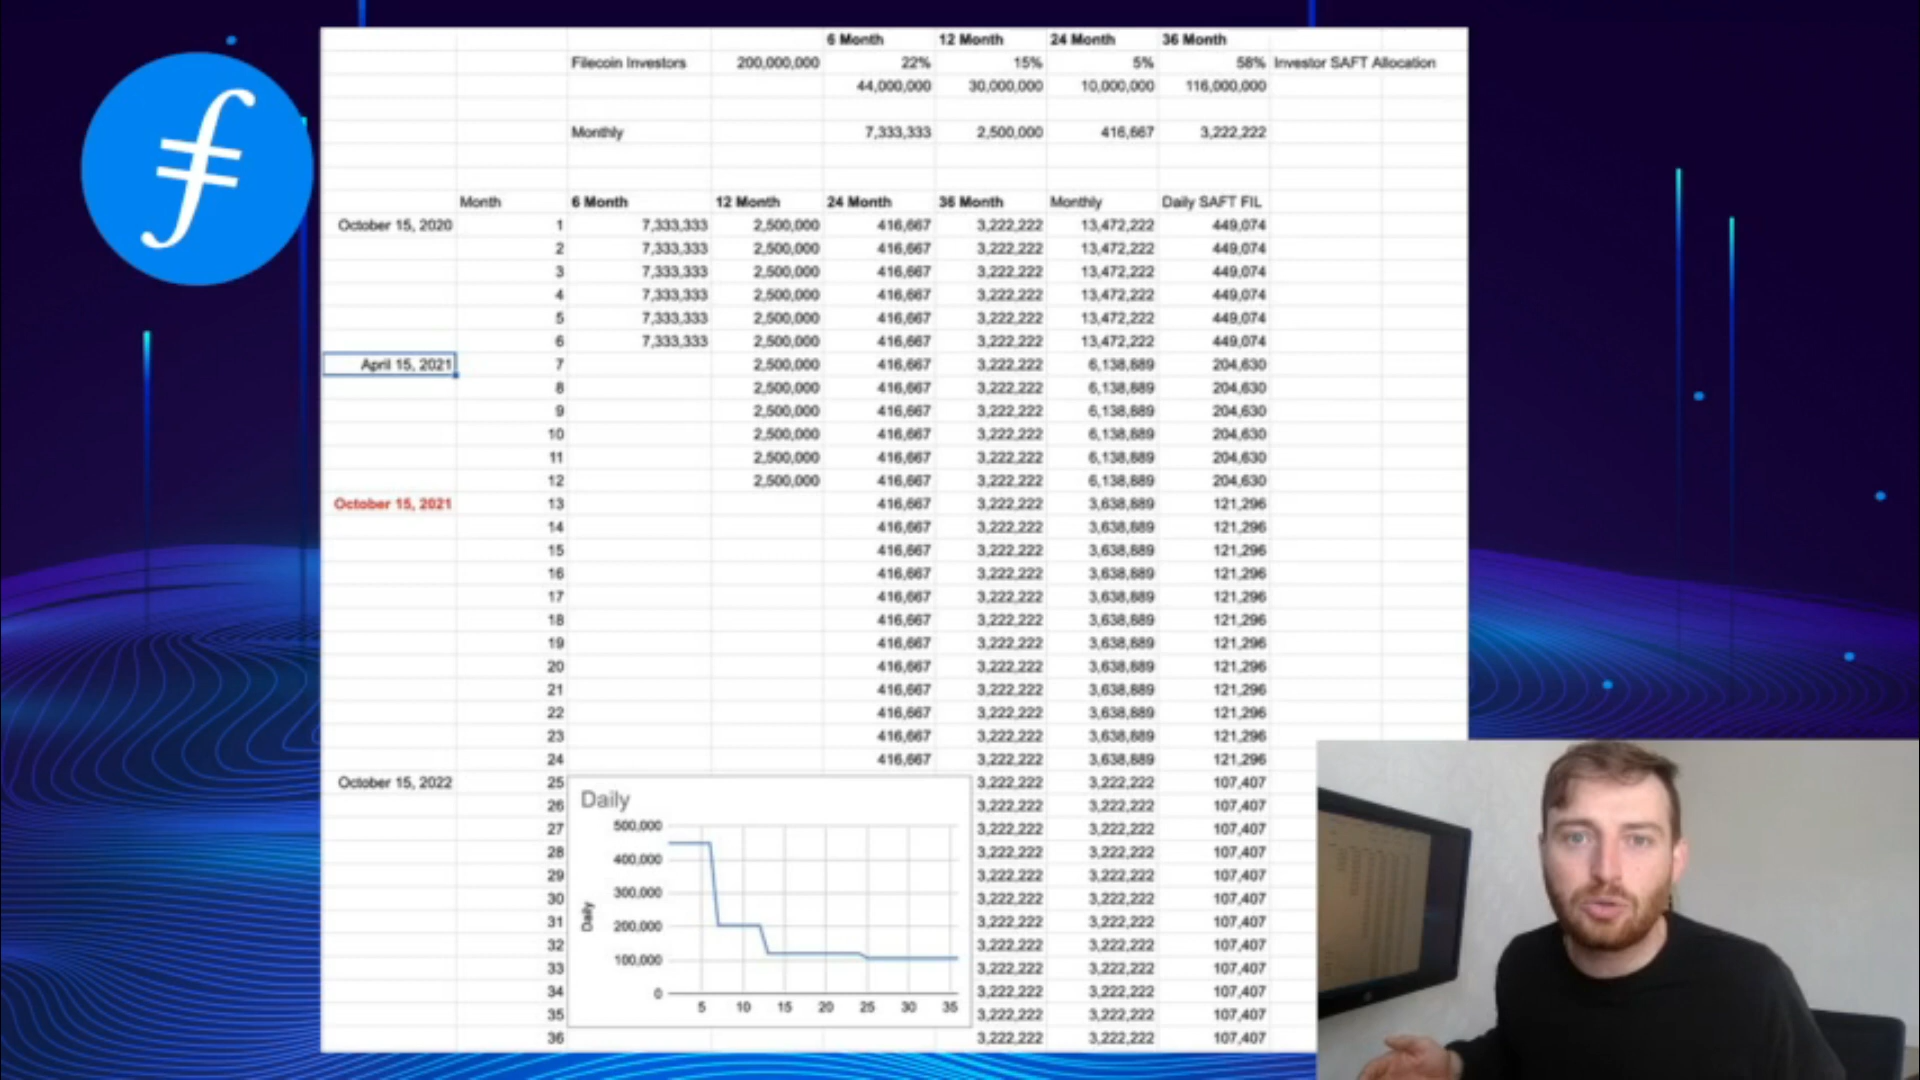 6 Month 12 Month 24 Month 36 Month
Filecoin Investors 200,000,000 22% 15% 5% 58% Investor SAFT Allocation
44,000,000 30,000,000 10,000,000 116,000,000
Monthly 7,333,333 2,500,000 416,667 3,222,222
Month 6 Month 12 Month 24 Month 36 Month Monthly Daily SAFT FIL
October 15, 2020 1 7,333,333 2,500,000 416,667 3,222,222 13,472,222 449,074
2 7,333,333 2,500,000 416,667 3,222,222 13,472,222 449,074
3 7,333,333 2,500,000 416,667 3,222,222 13,472,222 449,074
4 7,333,333 2,500,000 416,667 3,222,222 13,472,222 449,074
5 7,333,333 2,500,000 416,667 3,222,222 13,472,222 449,074
6 7,333,333 2,500,000 416,667 3,222,222 13,472,222 449,074
April 15, 2021 7 2,500,000 416,667 3,222,222 6,138,889 204,630
8 2,500,000 416,667 3,222,222 6,138,889 204,630
9 2,500,000 416,667 3,222,222 6,138,889 204,630
10 2,500,000 416,667 3,222,222 6,138,889 204,630
11 2,500,000 416,667 3,222,222 6,138,889 204,630
12 2,500,000 416,667 3,222,222 6,138,889 204,630
October 15, 2021 13 416,667 3,222,222 3,638,889 121,296
14 416,667 3,222,222 3,638,889 121,296
15 416,667 3,222,222 3,638,889 121,296
16 416,667 3,222,222 3,638,889 121,296
17 416,667 3,222,222 3,638,889 121,296
18 416,667 3,222,222 3,638,889 121,296
19 416,667 3,222,222 3,638,889 121,296
20 416,667 3,222,222 3,638,889 121,296
21 416,667 3,222,222 3,638,889 121,296
22 416,667 3,222,222 3,638,889 121,296
23 416,667 3,222,222 3,638,889 121,296
24 416,667 3,222,222 3,638,889 121,296
October 15, 2022 25 3,222,222 3,222,222 107,407
26 3,222,222 3,222,222 107,407
27 3,222,222 3,222,222 107,407
28 3,222,222 3,222,222 107,407
29 3,222,222 3,222,222 107,407
30 3,222,222 3,222,222 107,407
31 3,222,222 3,222,222 107,407
32 3,222,222 3,222,222 107,407
33 3,222,222 3,222,222 107,407
34 3,222,222 3,222,222 107,407
35 3,222,222 3,222,222 107,407
36 3,222,222 3,222,222 107,407
Daily
500,000
400,000
300,000
200,000
100,000
0
Daily
5 10 15 20 25 30 35